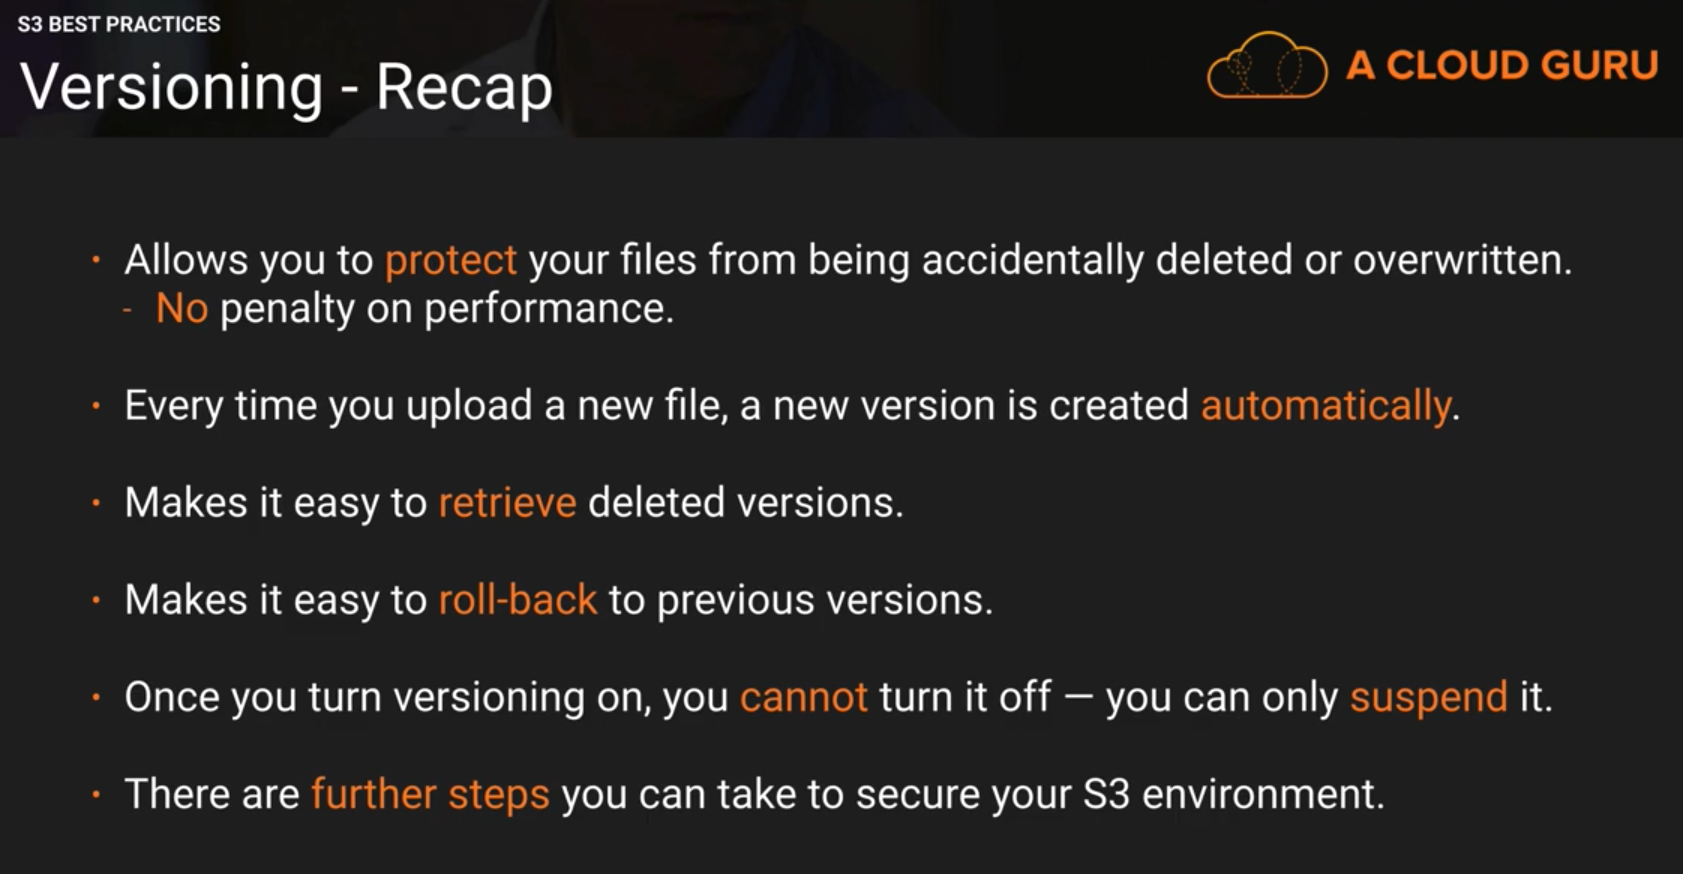 S3 BEST PRACTICES
Versioning - Recap
A CLOUD GURU
· Allows you to protect your files from being accidentally deleted or overwritten.
- No penalty on performance.
· Every time you upload a new file, a new version is created automatically.
· Makes it easy to retrieve deleted versions.
· Makes it easy to roll-back to previous versions.
· Once you turn versioning on, you cannot turn it off — you can only suspend it.
· There are further steps you can take to secure your S3 environment.